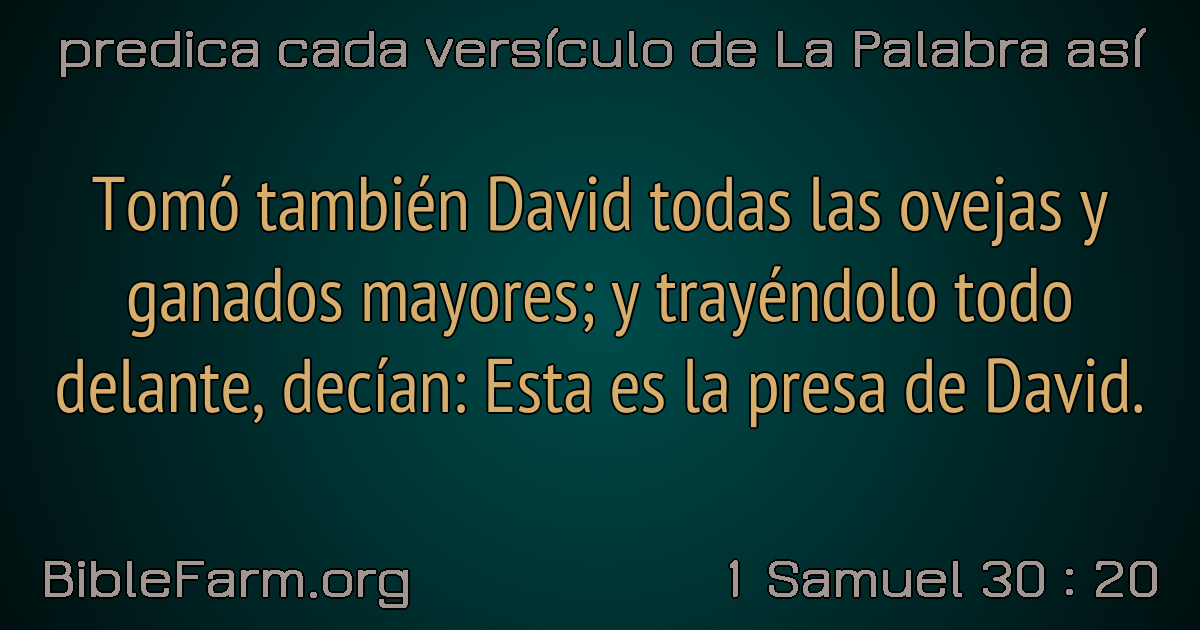 predica cada versículo de La Palabra así
Tomó también David todas las ovejas y
ganados mayores; y trayéndolo todo
delante, decían: Esta es la presa de David.
BibleFarm.org
1 Samuel 30 : 20